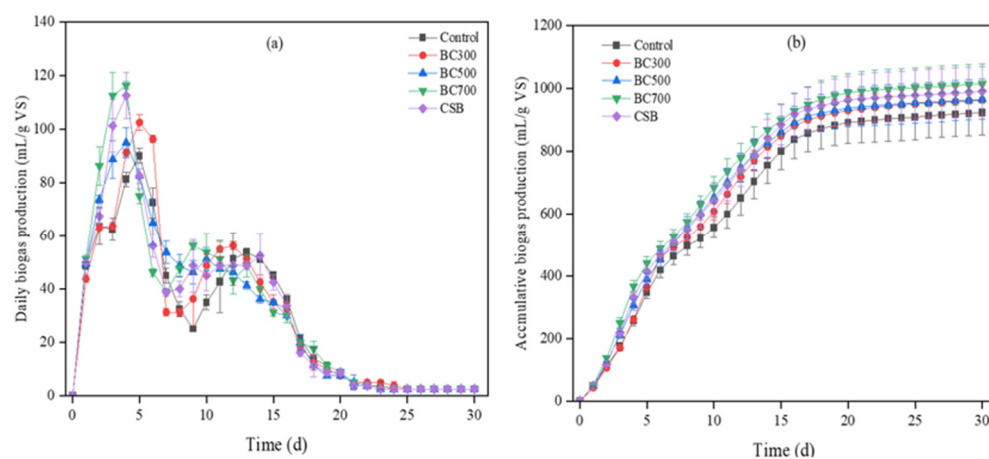 140
120
100
80
60
40
20
0
Daily biogas production (mL/g VS)
(a)
Control
BC300
BC500
BC700
CSB
0 5 10 15 20 25 30
Time (d)
1200
1000
800
600
400
200
0
Accumulative biogas production (mL/g VS)
(b)
Control
BC300
BC500
BC700
CSB
0 5 10 15 20 25 30
Time (d)